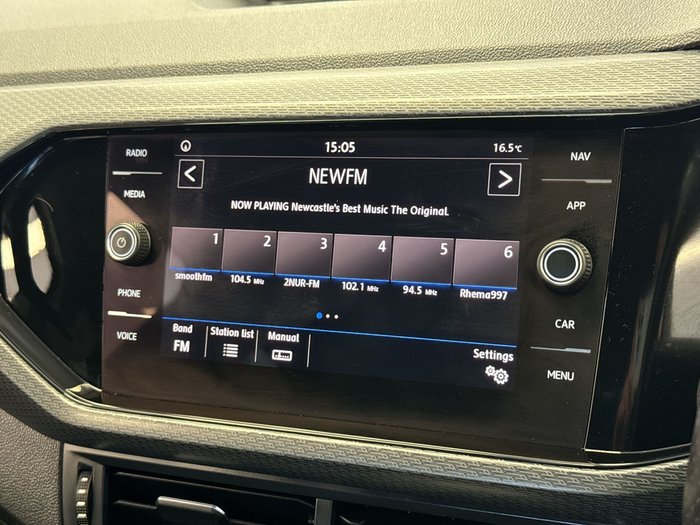 RADIO
MEDIA
PHONE
VOICE
15:05
16.5°C
NEWFM
NOW PLAYING Newcastle's Best Music The Original.
1 2 3 4 5 6
smoothfm 104.5 MHz 2NUR-FM 102.1 MHz 94.5 MHz Rhema997
Band Station list Manual
FM
Settings
NAV
APP
CAR
MENU